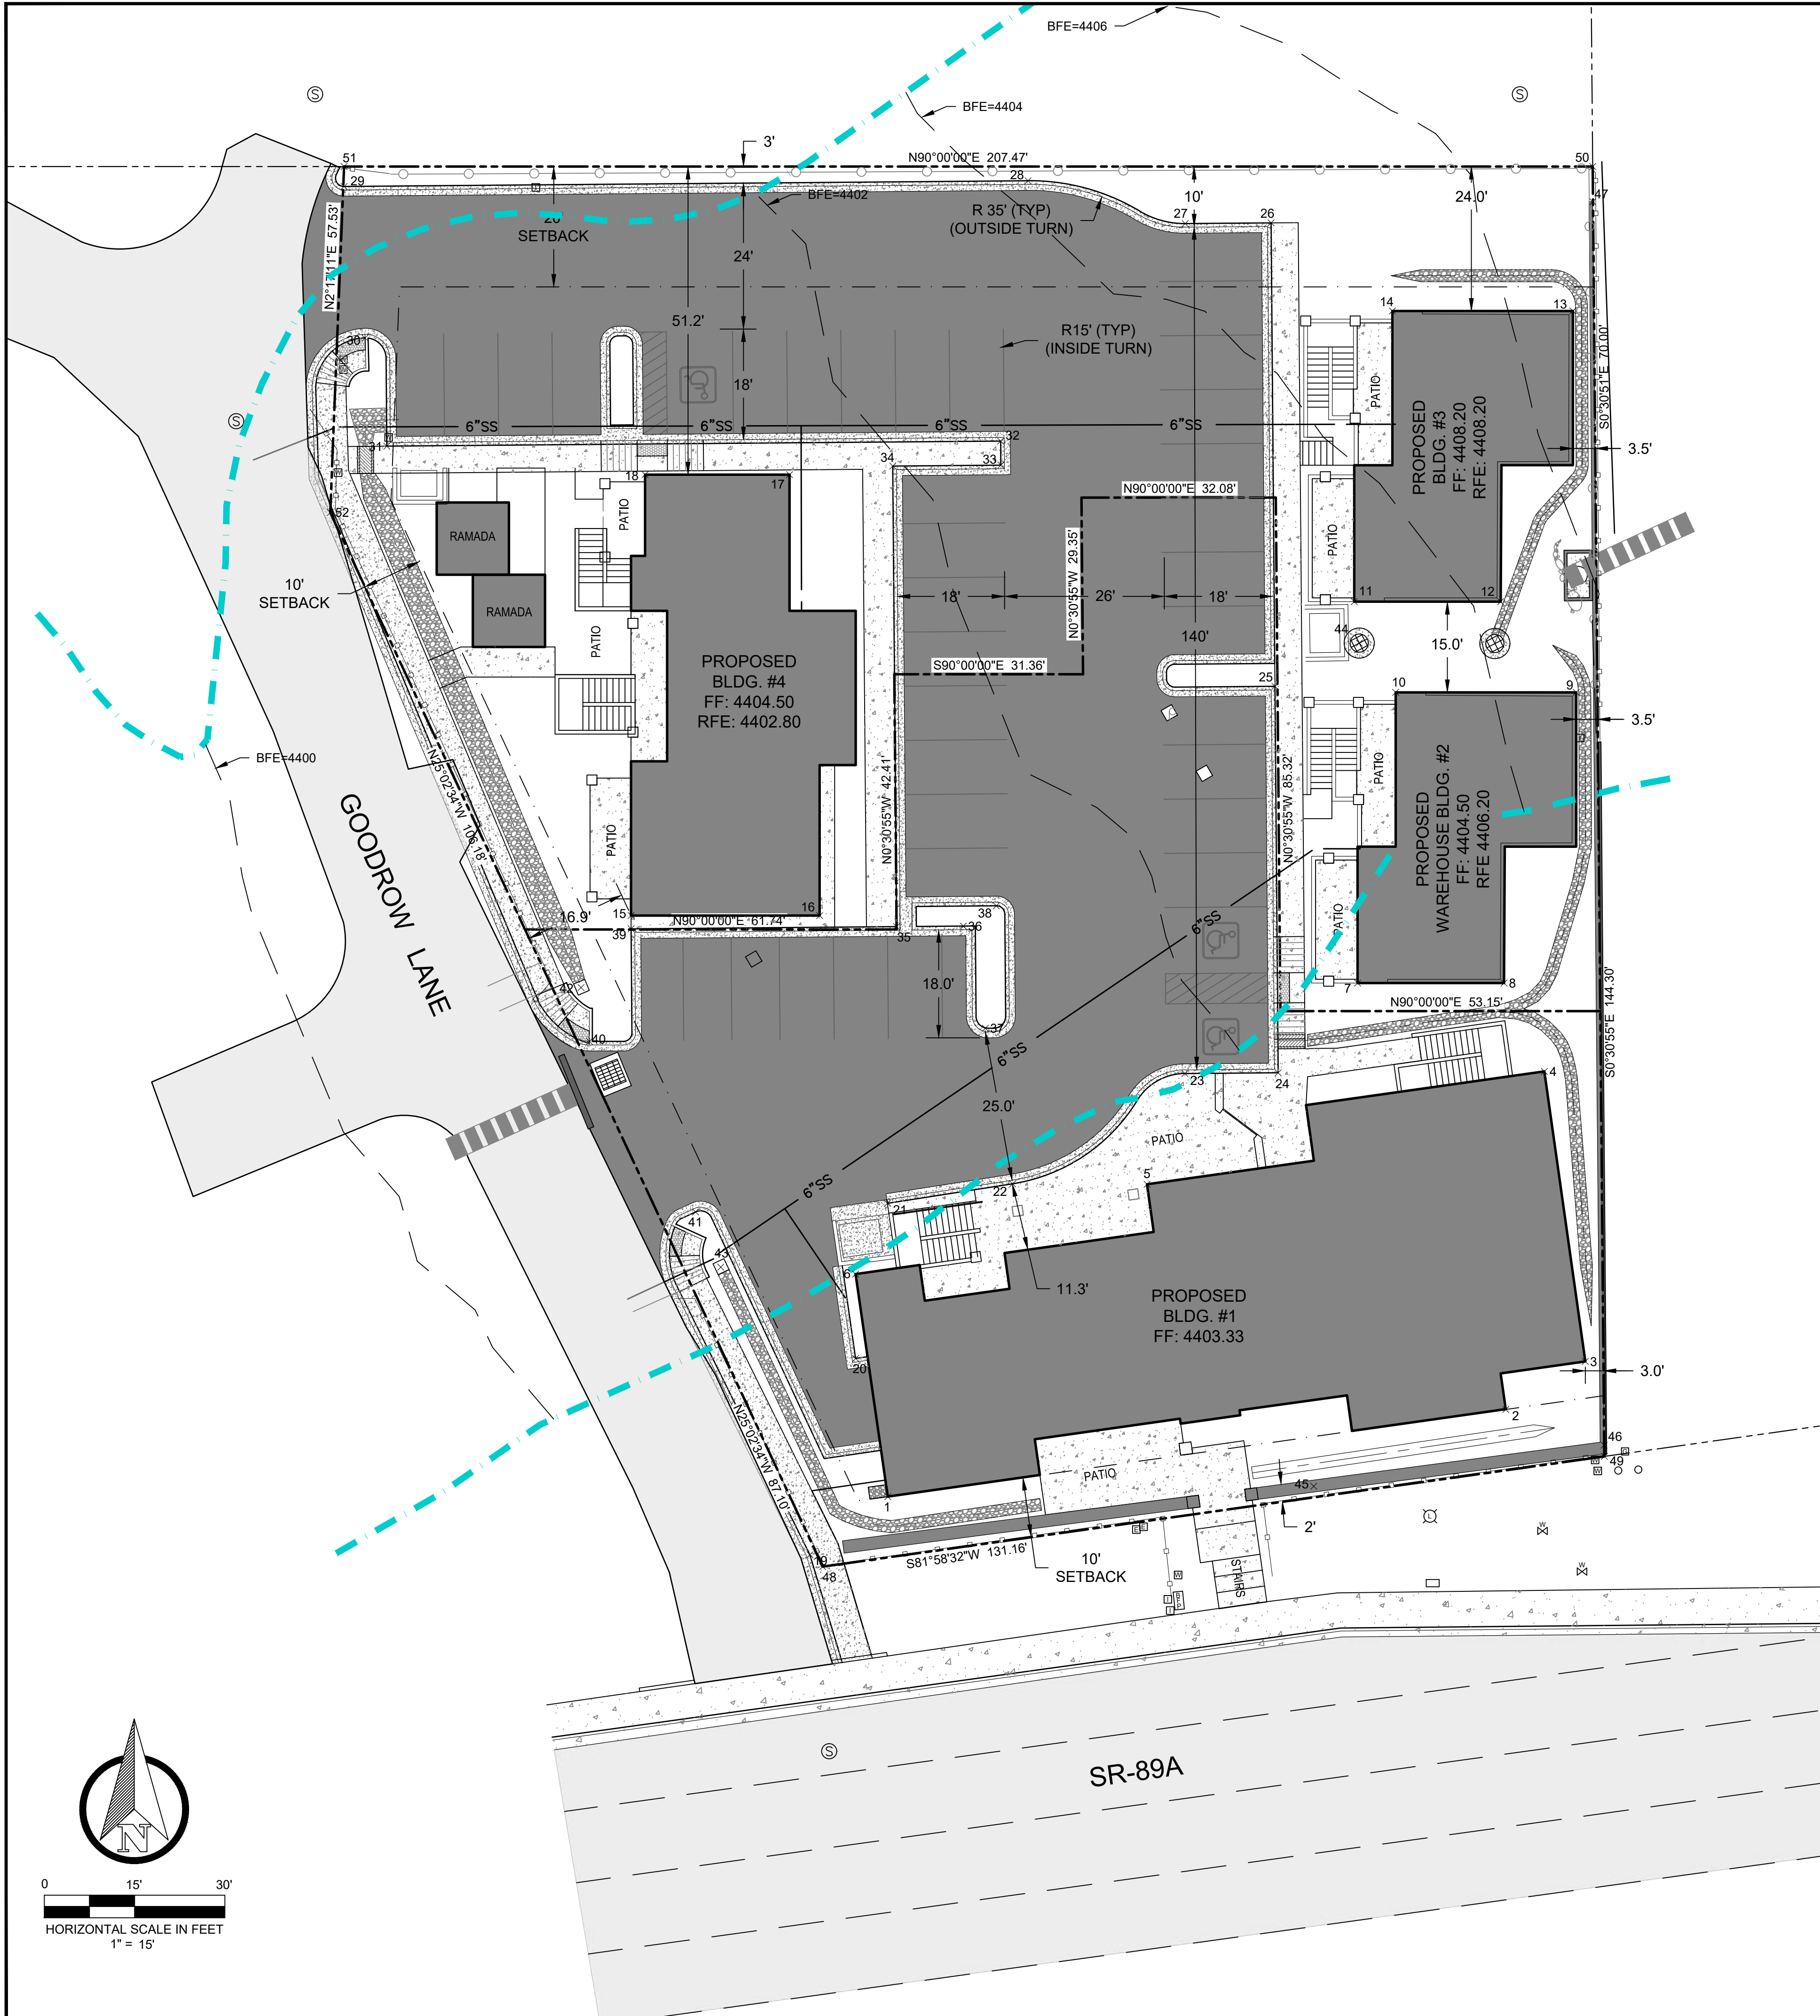 BFE=4406
BFE=4404
S
S
51
3'
N90°00'00"E 207.47'
50
29
28
BFE=4402
20'
SETBACK
R 35' (TYP)
(OUTSIDE TURN)
10'
27
26
24.0'
47
N2°17'11"E 57.53'
24'
51.2'
R15' (TYP)
(INSIDE TURN)
14
13
30
18'
S
6"SS
6"SS
6"SS
6"SS
PATIO
PROPOSED
BLDG. #3
FF: 4408.20
RFE: 4408.20
S0°30'51"E 70.00'
3.5'
31
32
34
33
18
17
N90°00'00"E 32.08'
52
RAMADA
PATIO
PATIO
N0°30'55"W 29.35'
10'
SETBACK
RAMADA
18'
26'
18'
11
12
140'
44
15.0'
PATIO
PROPOSED
BLDG. #4
FF: 4404.50
RFE: 4402.80
S90°00'00"E 31.36'
25
10
9
3.5'
BFE=4400
GOODROW LANE
N25°02'34"W 106.18'
N0°30'55"W 42.41'
N0°30'55"W 85.32'
PATIO
PATIO
PROPOSED
WAREHOUSE BLDG. #2
FF: 4404.50
RFE 4406.20
16.9'
15
16
N90°00'00"E 61.74'
39
35
36
38
6"SS
PATIO
42
18.0'
7
8
N90°00'00"E 53.15'
S0°30'55"E 144.30'
40
37
6"SS
23
24
4
25.0'
PATIO
6"SS
5
22
21
41
43
6
11.3'
PROPOSED
BLDG. #1
FF: 4403.33
20
3
3.0'
N25°02'34"W 87.10'
2
46
49
PATIO
1
45
2'
19
48
S81°58'32"W 131.16'
10'
SETBACK
STAIRS
L
W
W
W
W
W
SR-89A
N
0
15'
30'
HORIZONTAL SCALE IN FEET
1" = 15'